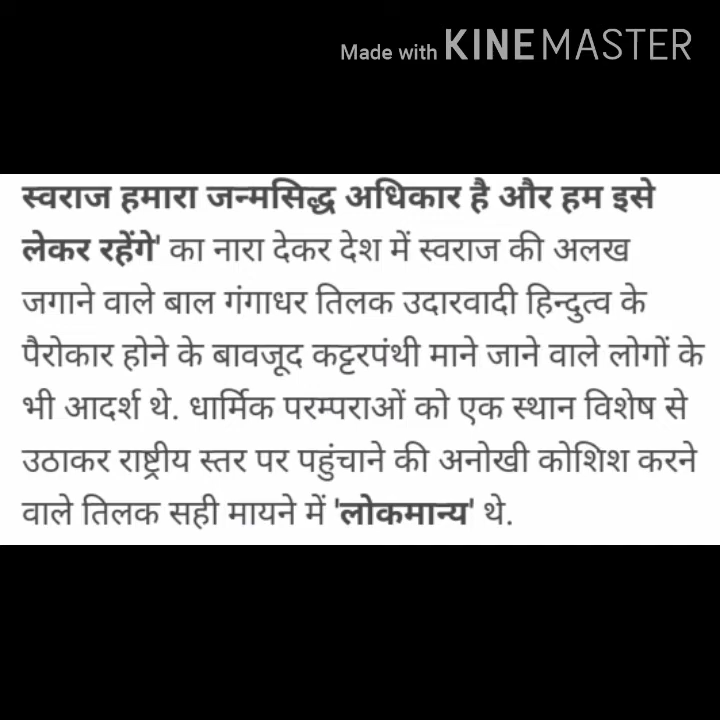 Made with KINEMASTER
स्वराज हमारा जन्मसिद्ध अधिकार है और हम इसे
लेकर रहेंगे' का नारा देकर देश में स्वराज की अलख
जगाने वाले बाल गंगाधर तिलक उदारवादी हिन्दुत्व के
पैरोकार होने के बावजूद कट्टरपंथी माने जाने वाले लोगों के
भी आदर्श थे. धार्मिक परम्पराओं को एक स्थान विशेष से
उठाकर राष्ट्रीय स्तर पर पहुंचाने की अनोखी कोशिश करने
वाले तिलक सही मायने में 'लोकमान्य' थे.